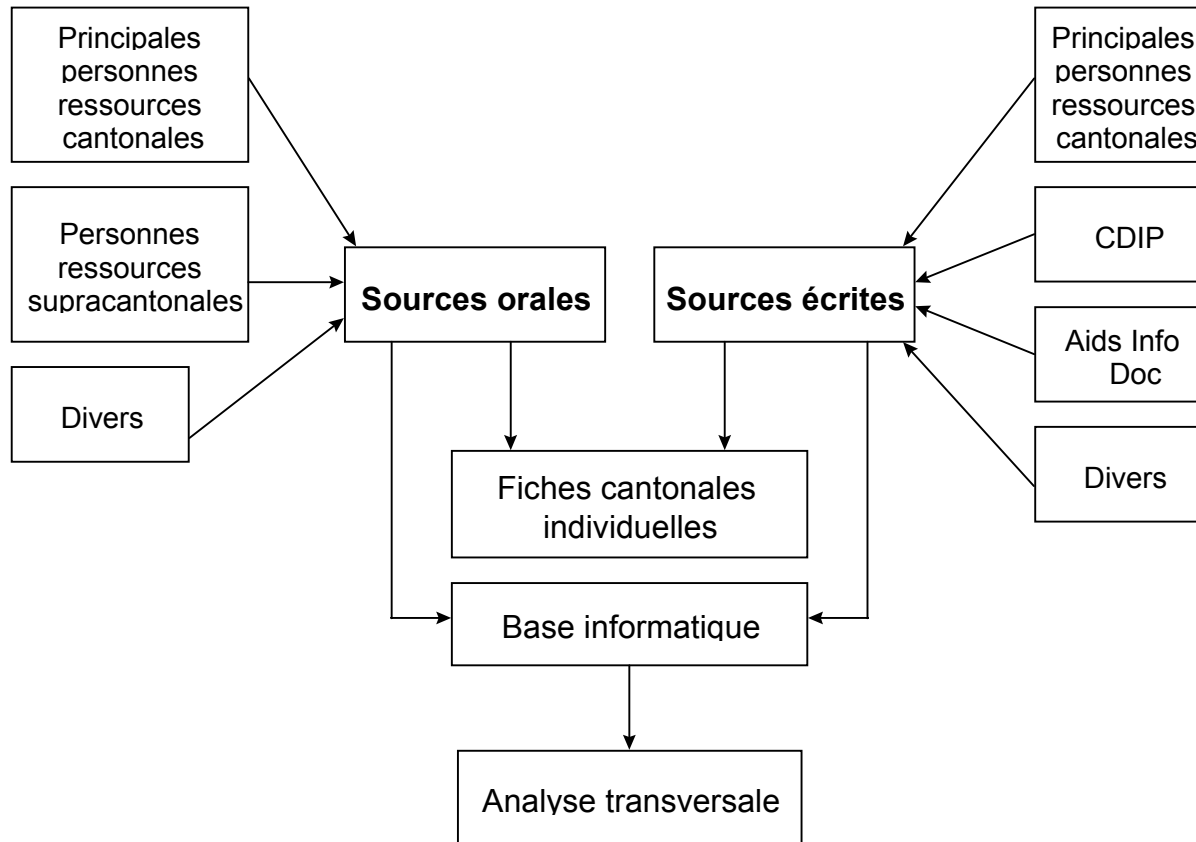 Principales
personnes
ressources
cantonales
Personnes
ressources
supracantonales
Divers
Sources orales
Sources écrites
Principales
personnes
ressources
cantonales
CDIP
Aids Info
Doc
Divers
Fiches cantonales
individuelles
Base informatique
Analyse transversale